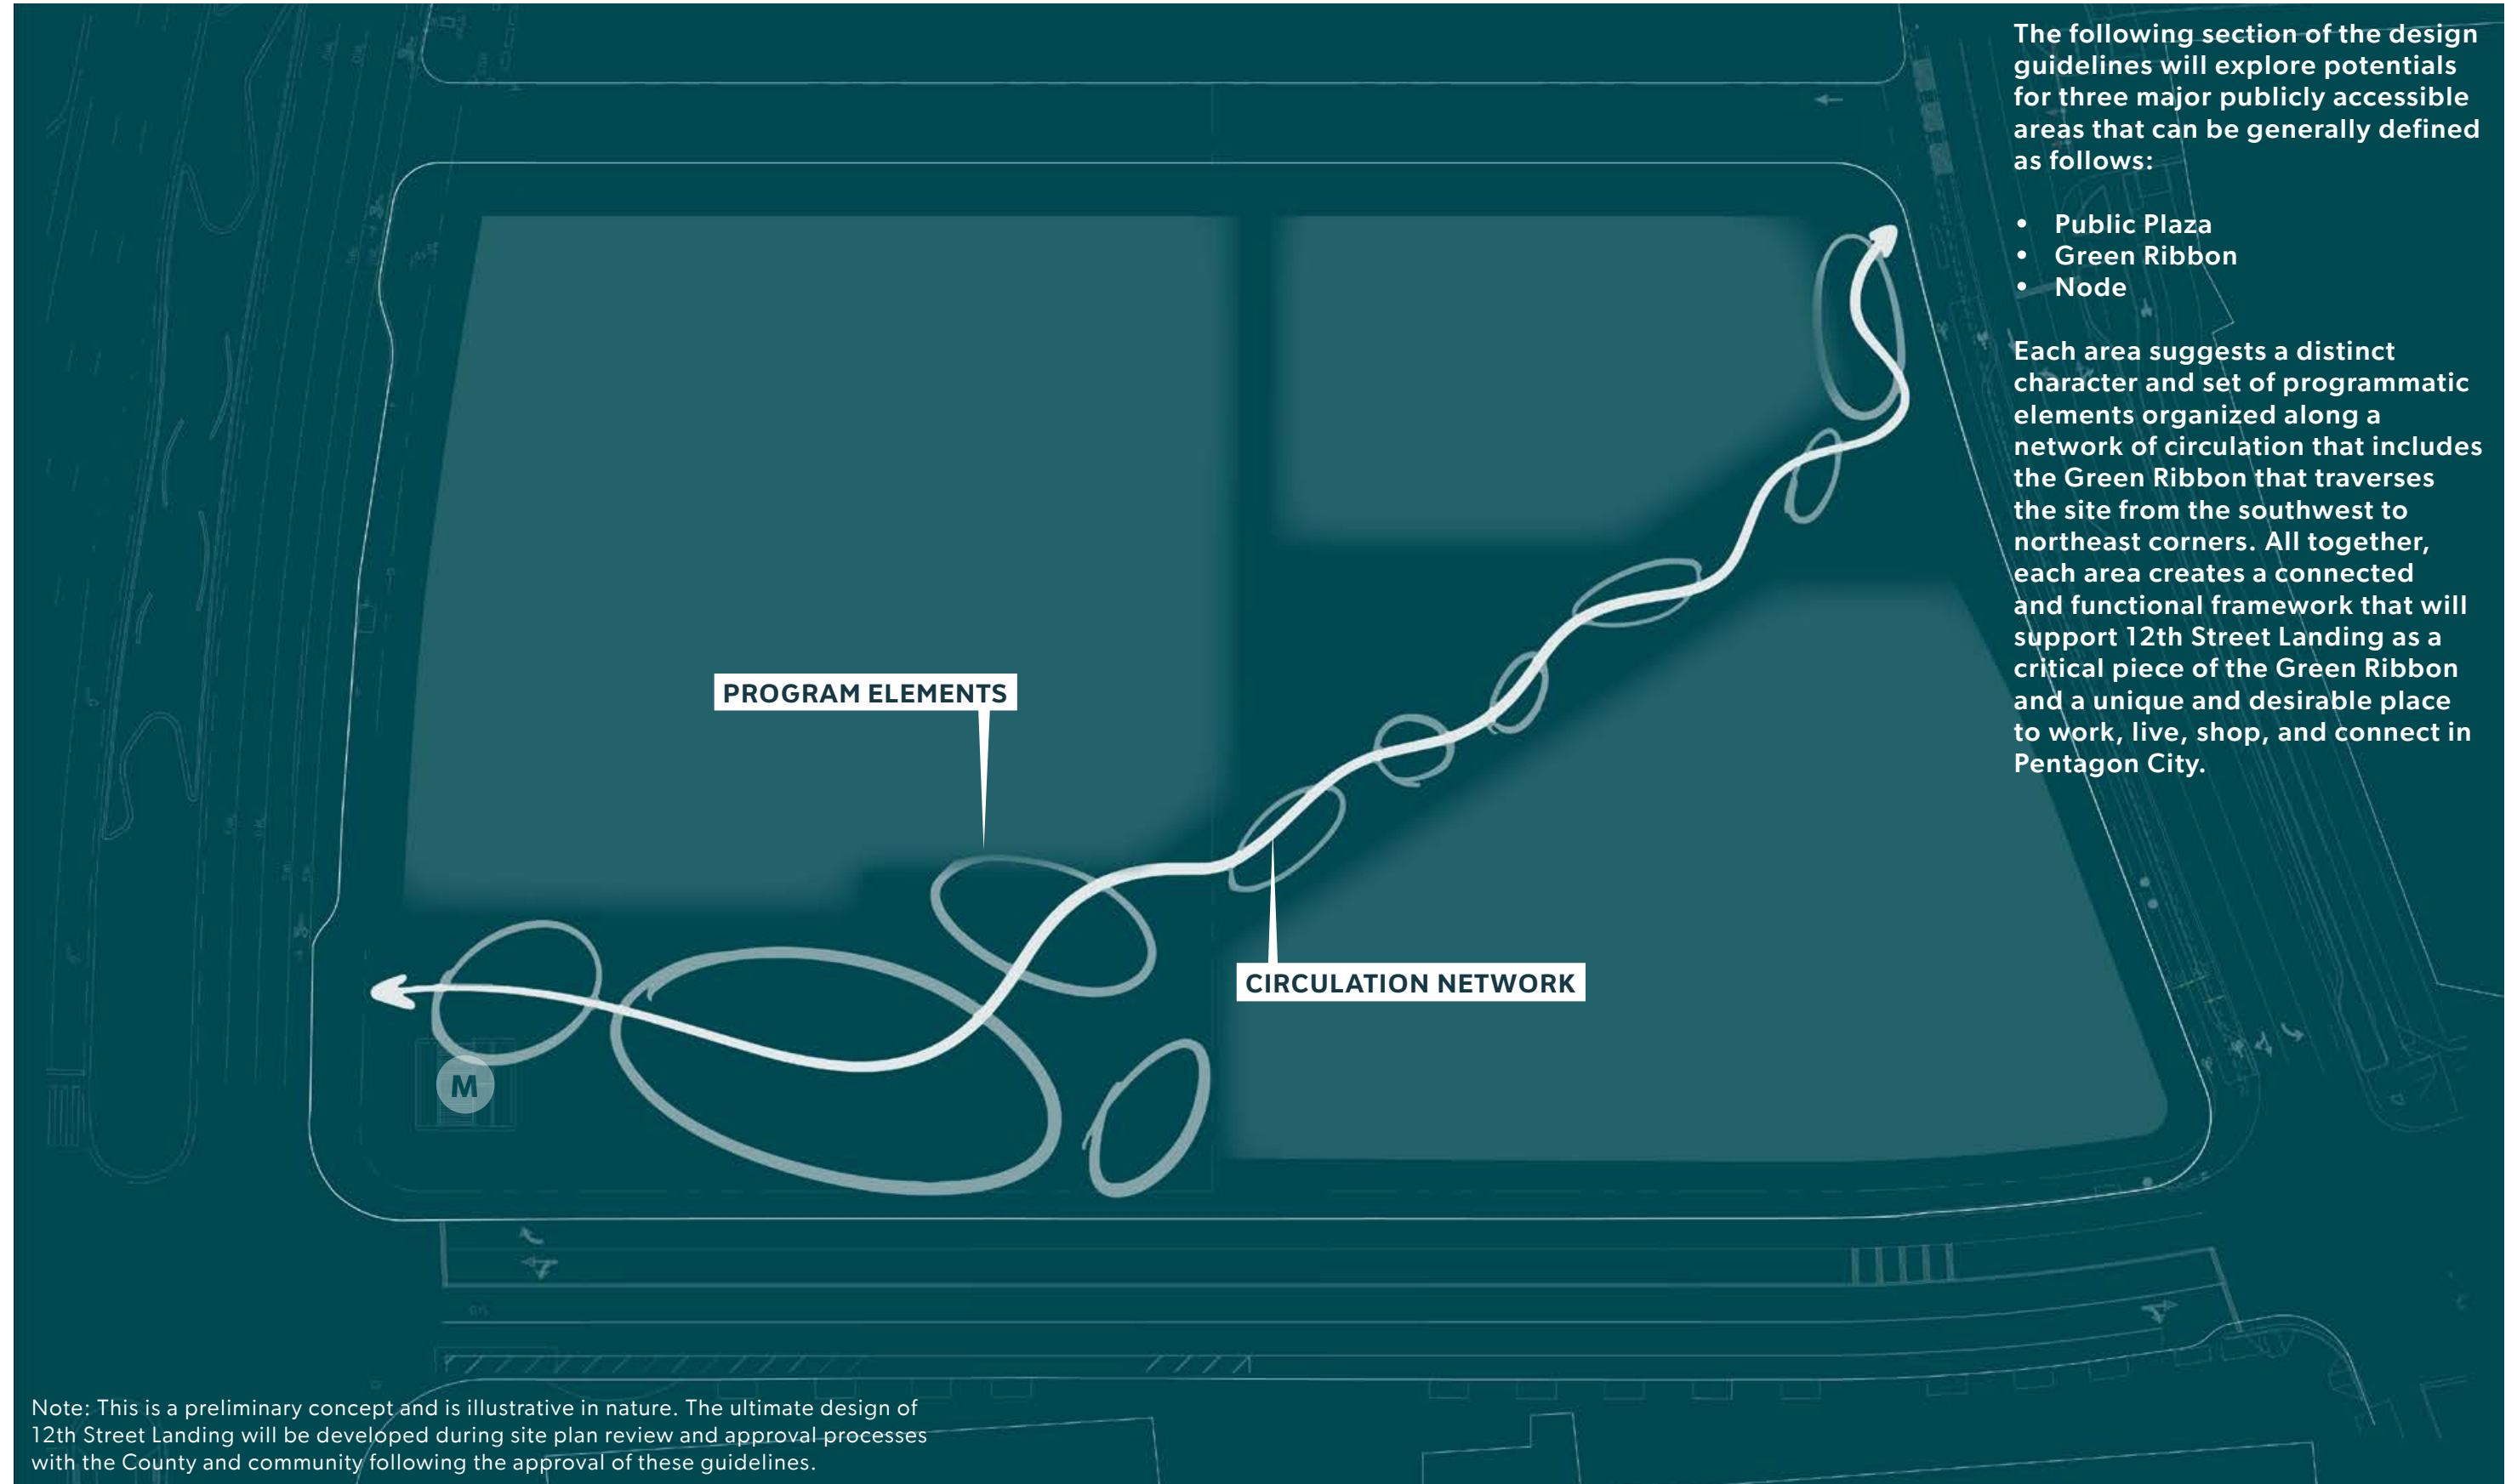 The following section of the design
guidelines will explore potentials
for three major publicly accessible
areas that can be generally defined
as follows:
• Public Plaza
• Green Ribbon
• Node
Each area suggests a distinct
character and set of programmatic
elements organized along a
network of circulation that includes
the Green Ribbon that traverses
the site from the southwest to
northeast corners. All together,
each area creates a connected
and functional framework that will
support 12th Street Landing as a
critical piece of the Green Ribbon
and a unique and desirable place
to work, live, shop, and connect in
Pentagon City.
PROGRAM ELEMENTS
CIRCULATION NETWORK
M
Note: This is a preliminary concept and is illustrative in nature. The ultimate design of
12th Street Landing will be developed during site plan review and approval processes
with the County and community following the approval of these guidelines.